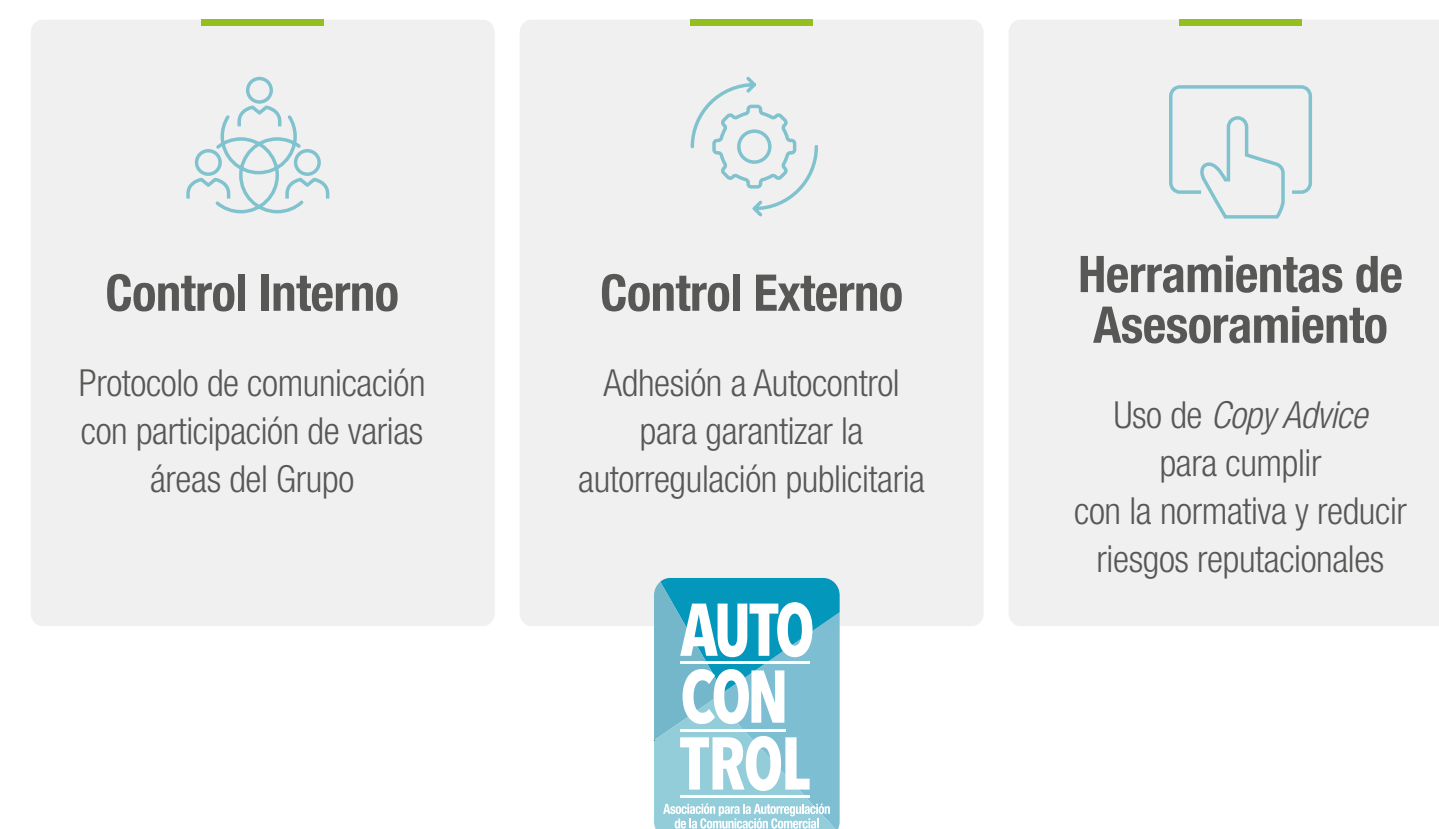 Control Interno
Protocolo de comunicación
con participación de varias
áreas del Grupo
Control Externo
Adhesión a Autocontrol
para garantizar la
autorregulación publicitaria
AUTO
CON
TROL
Asociación para la Autorregulación
de la Comunicación Comercial
Herramientas de
Asesoramiento
Uso de Copy Advice
para cumplir
con la normativa y reducir
riesgos reputacionales